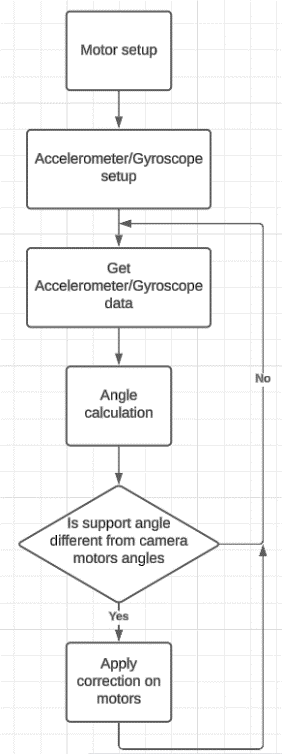 Motor setup
Accelerometer/Gyroscope
setup
Get
Accelerometer/Gyroscope
data
Angle
calculation
No
Is support angle
different from camera
motors angles
Yes
Apply
correction on
motors